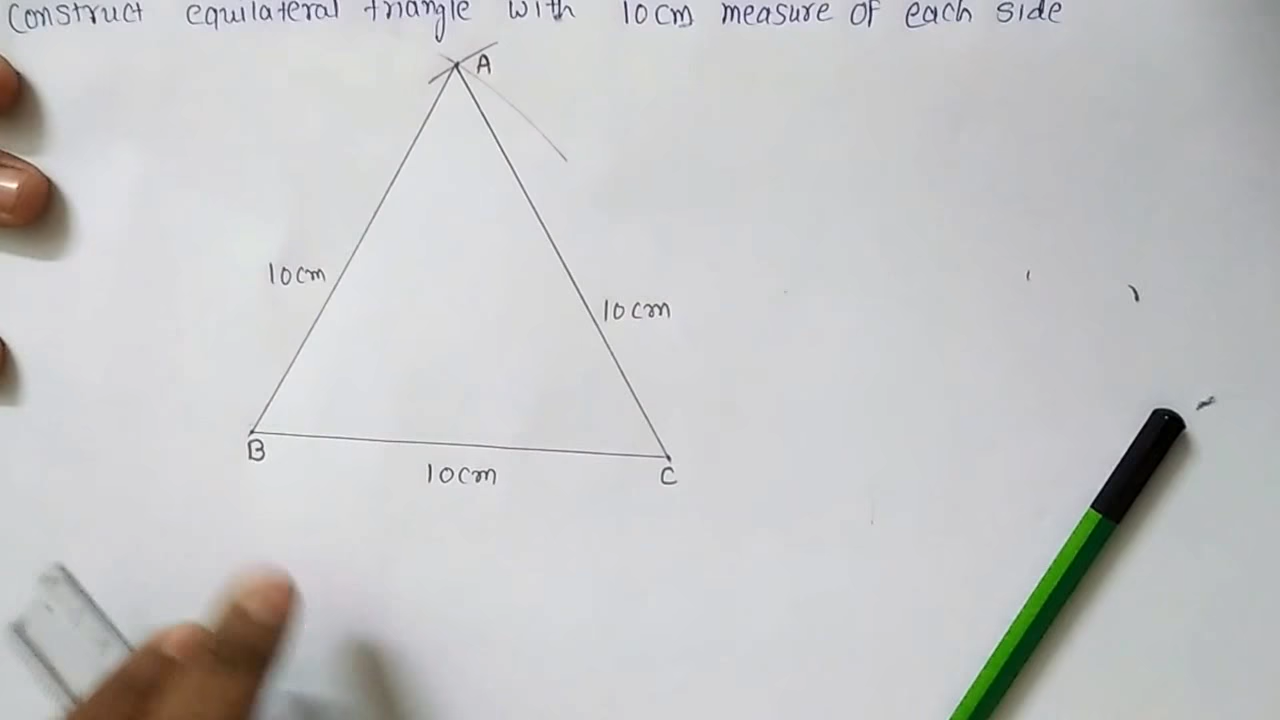 Construct equilateral triangle with 10cm measure of each side
A
10cm
10cm
B
10cm
C